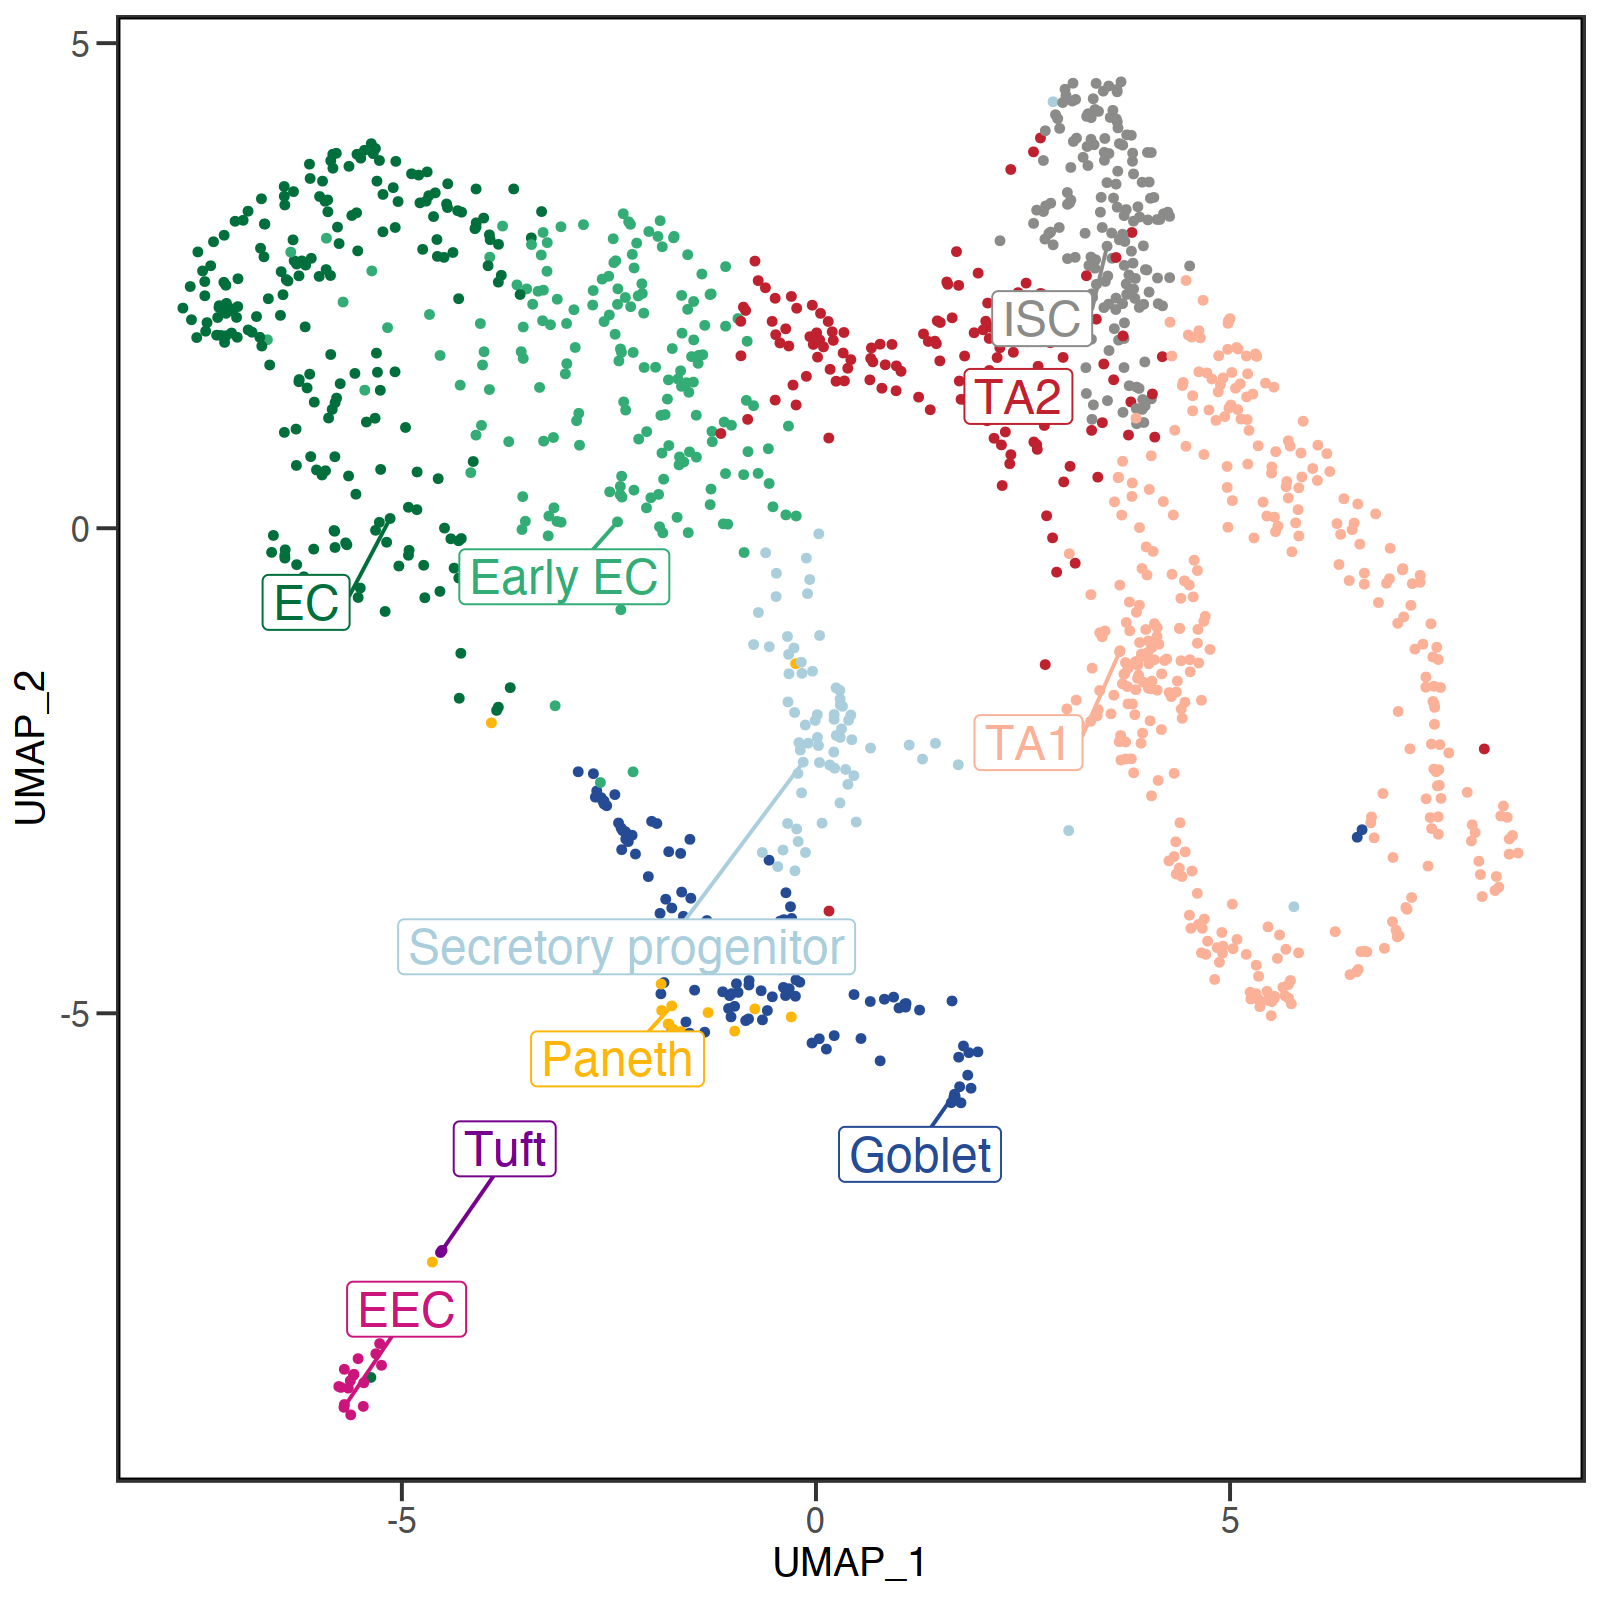 5
ISC
TA2
0
Early EC
EC
UMAP_2
TA1
Secretory progenitor
-5
Paneth
Tuft
Goblet
EEC
-5
0
5
UMAP_1